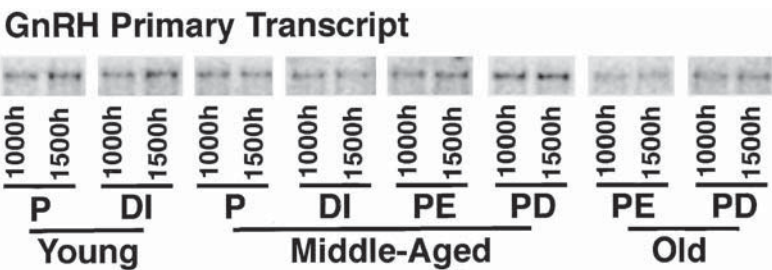 GnRH Primary Transcript
1000h 1500h 1000h 1500h 1000h 1500h 1000h 1500h 1000h 1500h 1000h 1500h 1000h 1500h 1000h 1500h
P DI P DI PE PD PE PD
Young Middle-Aged Old